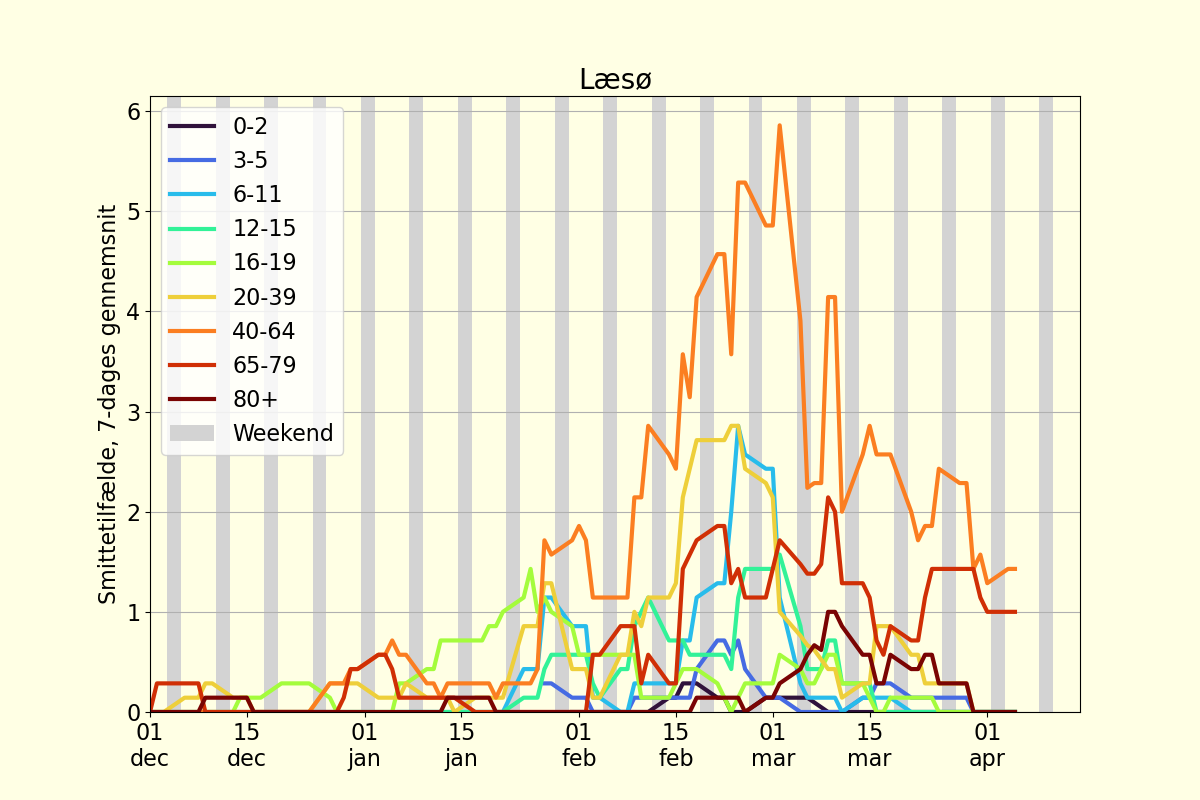 Læsø
Smittetilfælde, 7-dages gennemsnit
6
5
4
3
2
1
0
0-2
3-5
6-11
12-15
16-19
20-39
40-64
65-79
80+
Weekend
01 dec
15 dec
01 jan
15 jan
01 feb
15 feb
01 mar
15 mar
01 apr